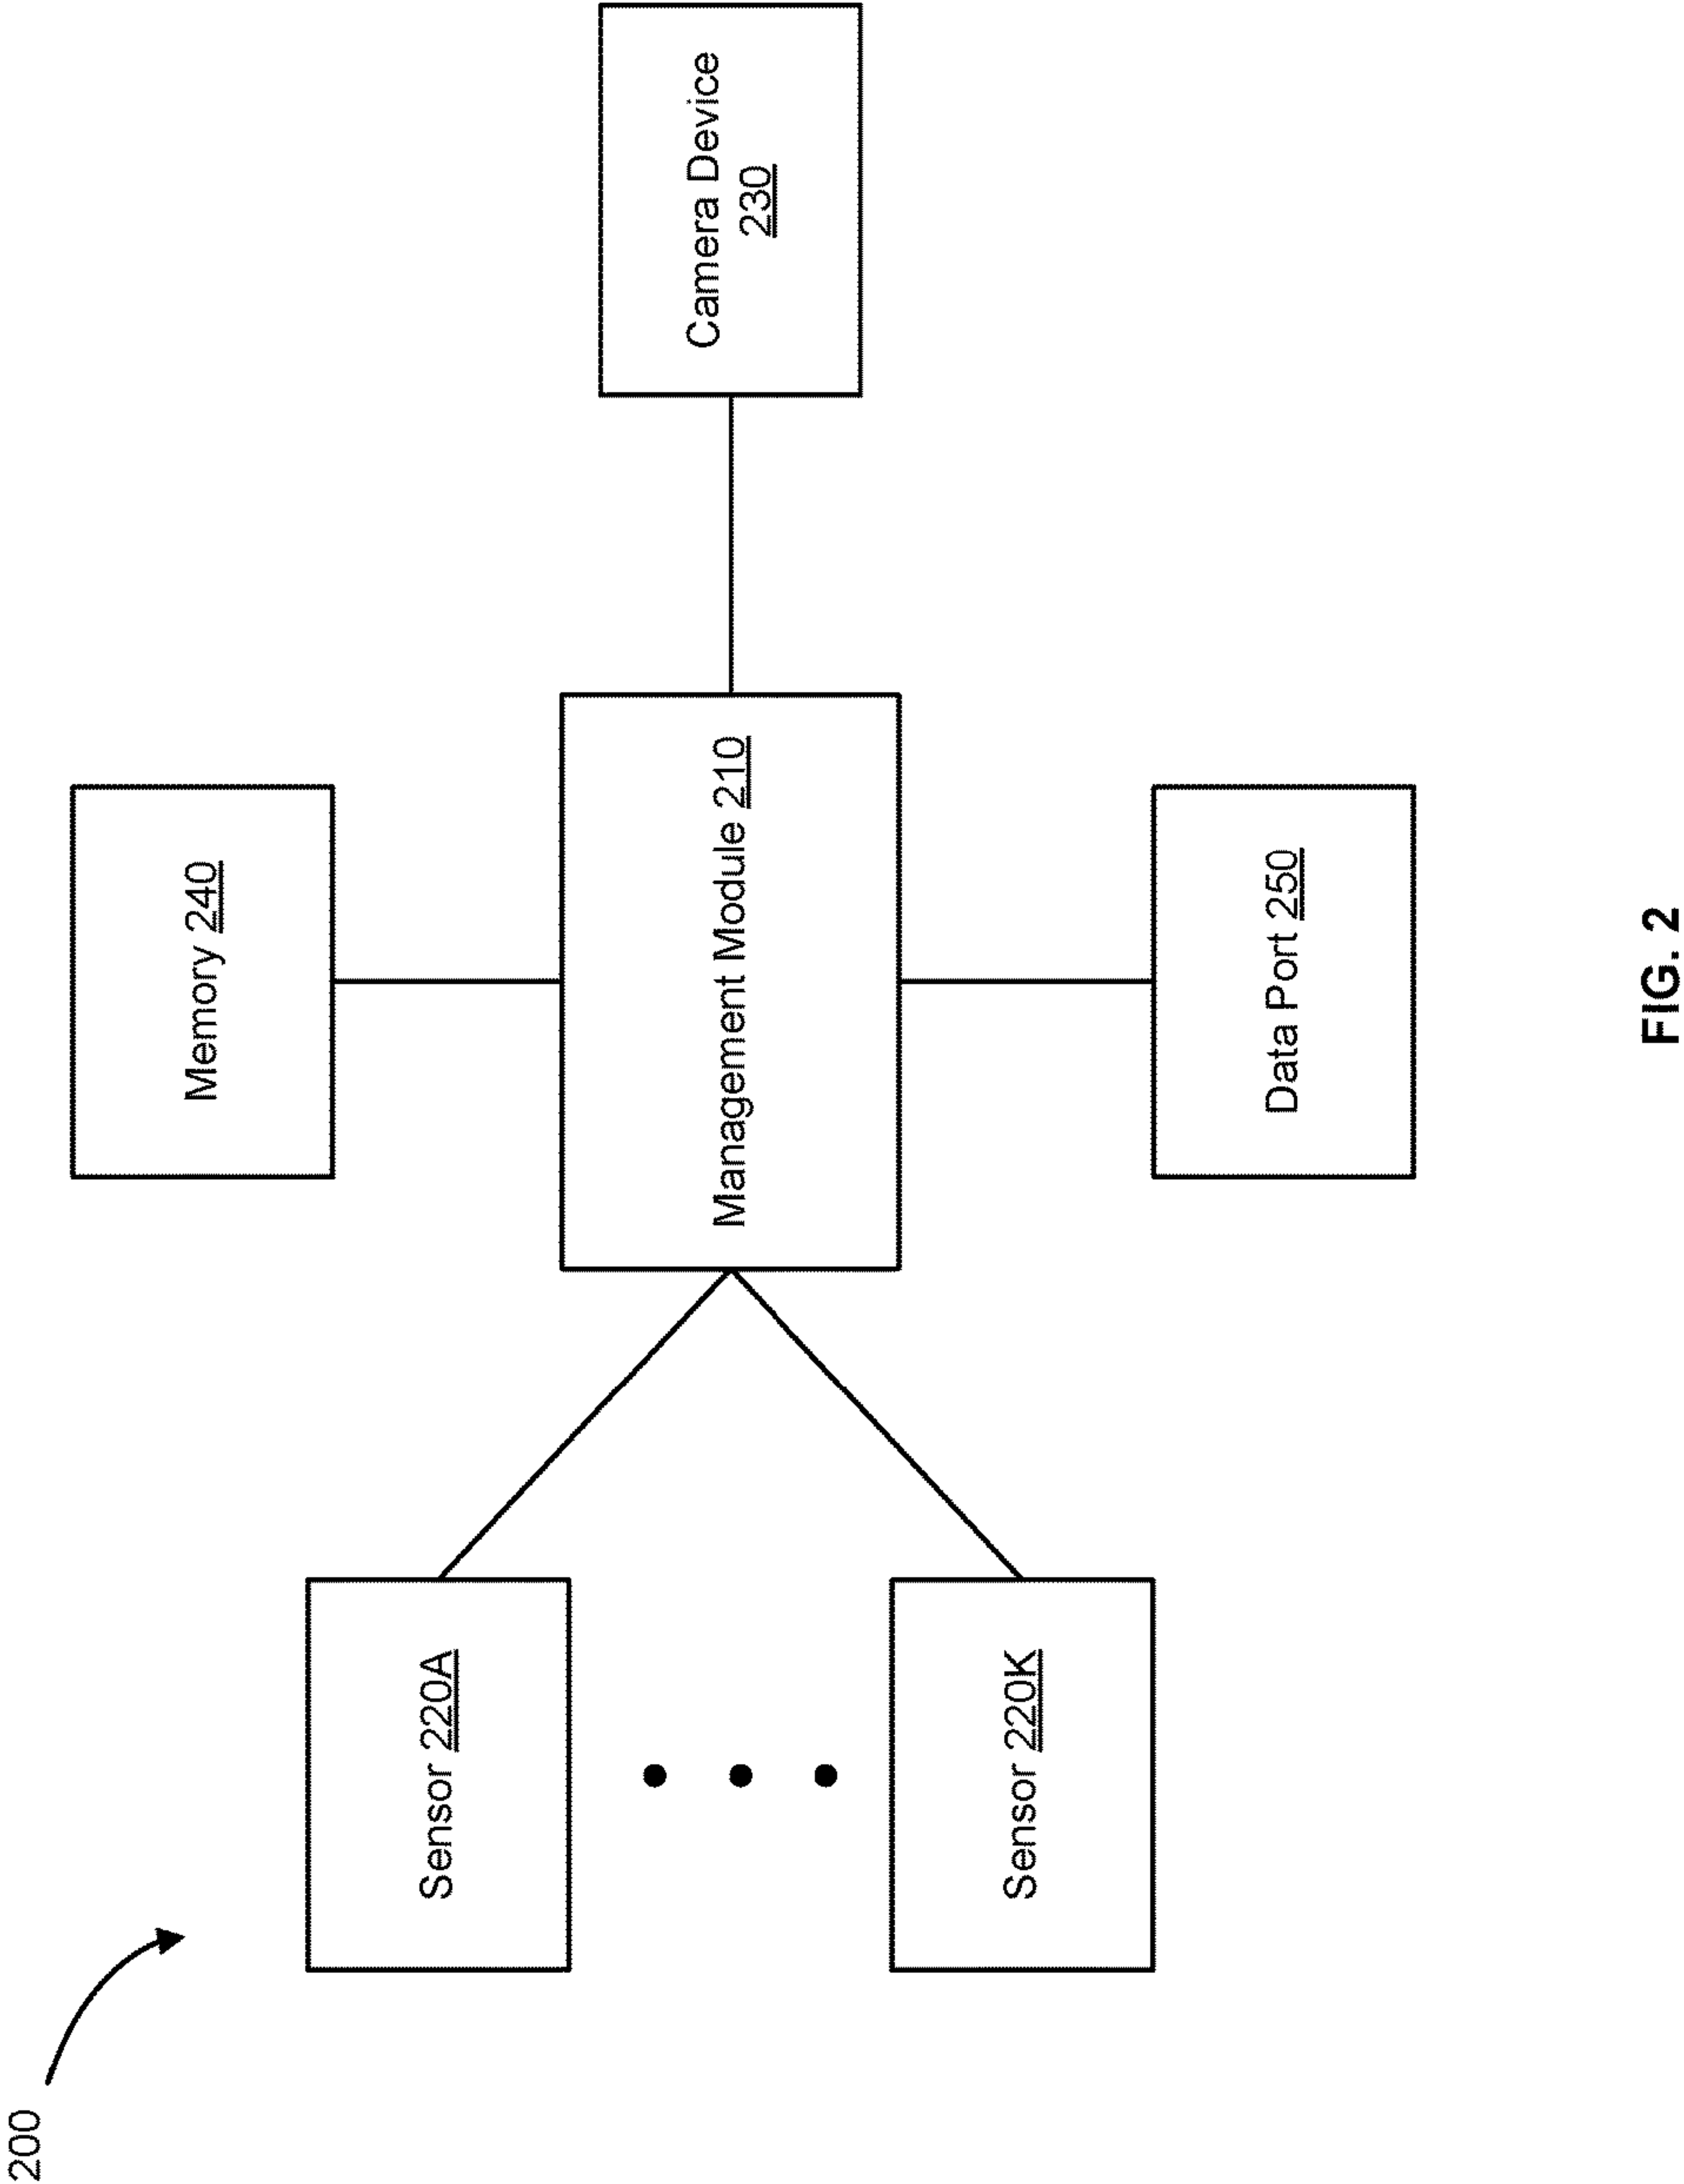 200
Memory 240
Sensor 220A
Management Module 210
Camera Device
230
Sensor 220K
Data Port 250
FIG. 2